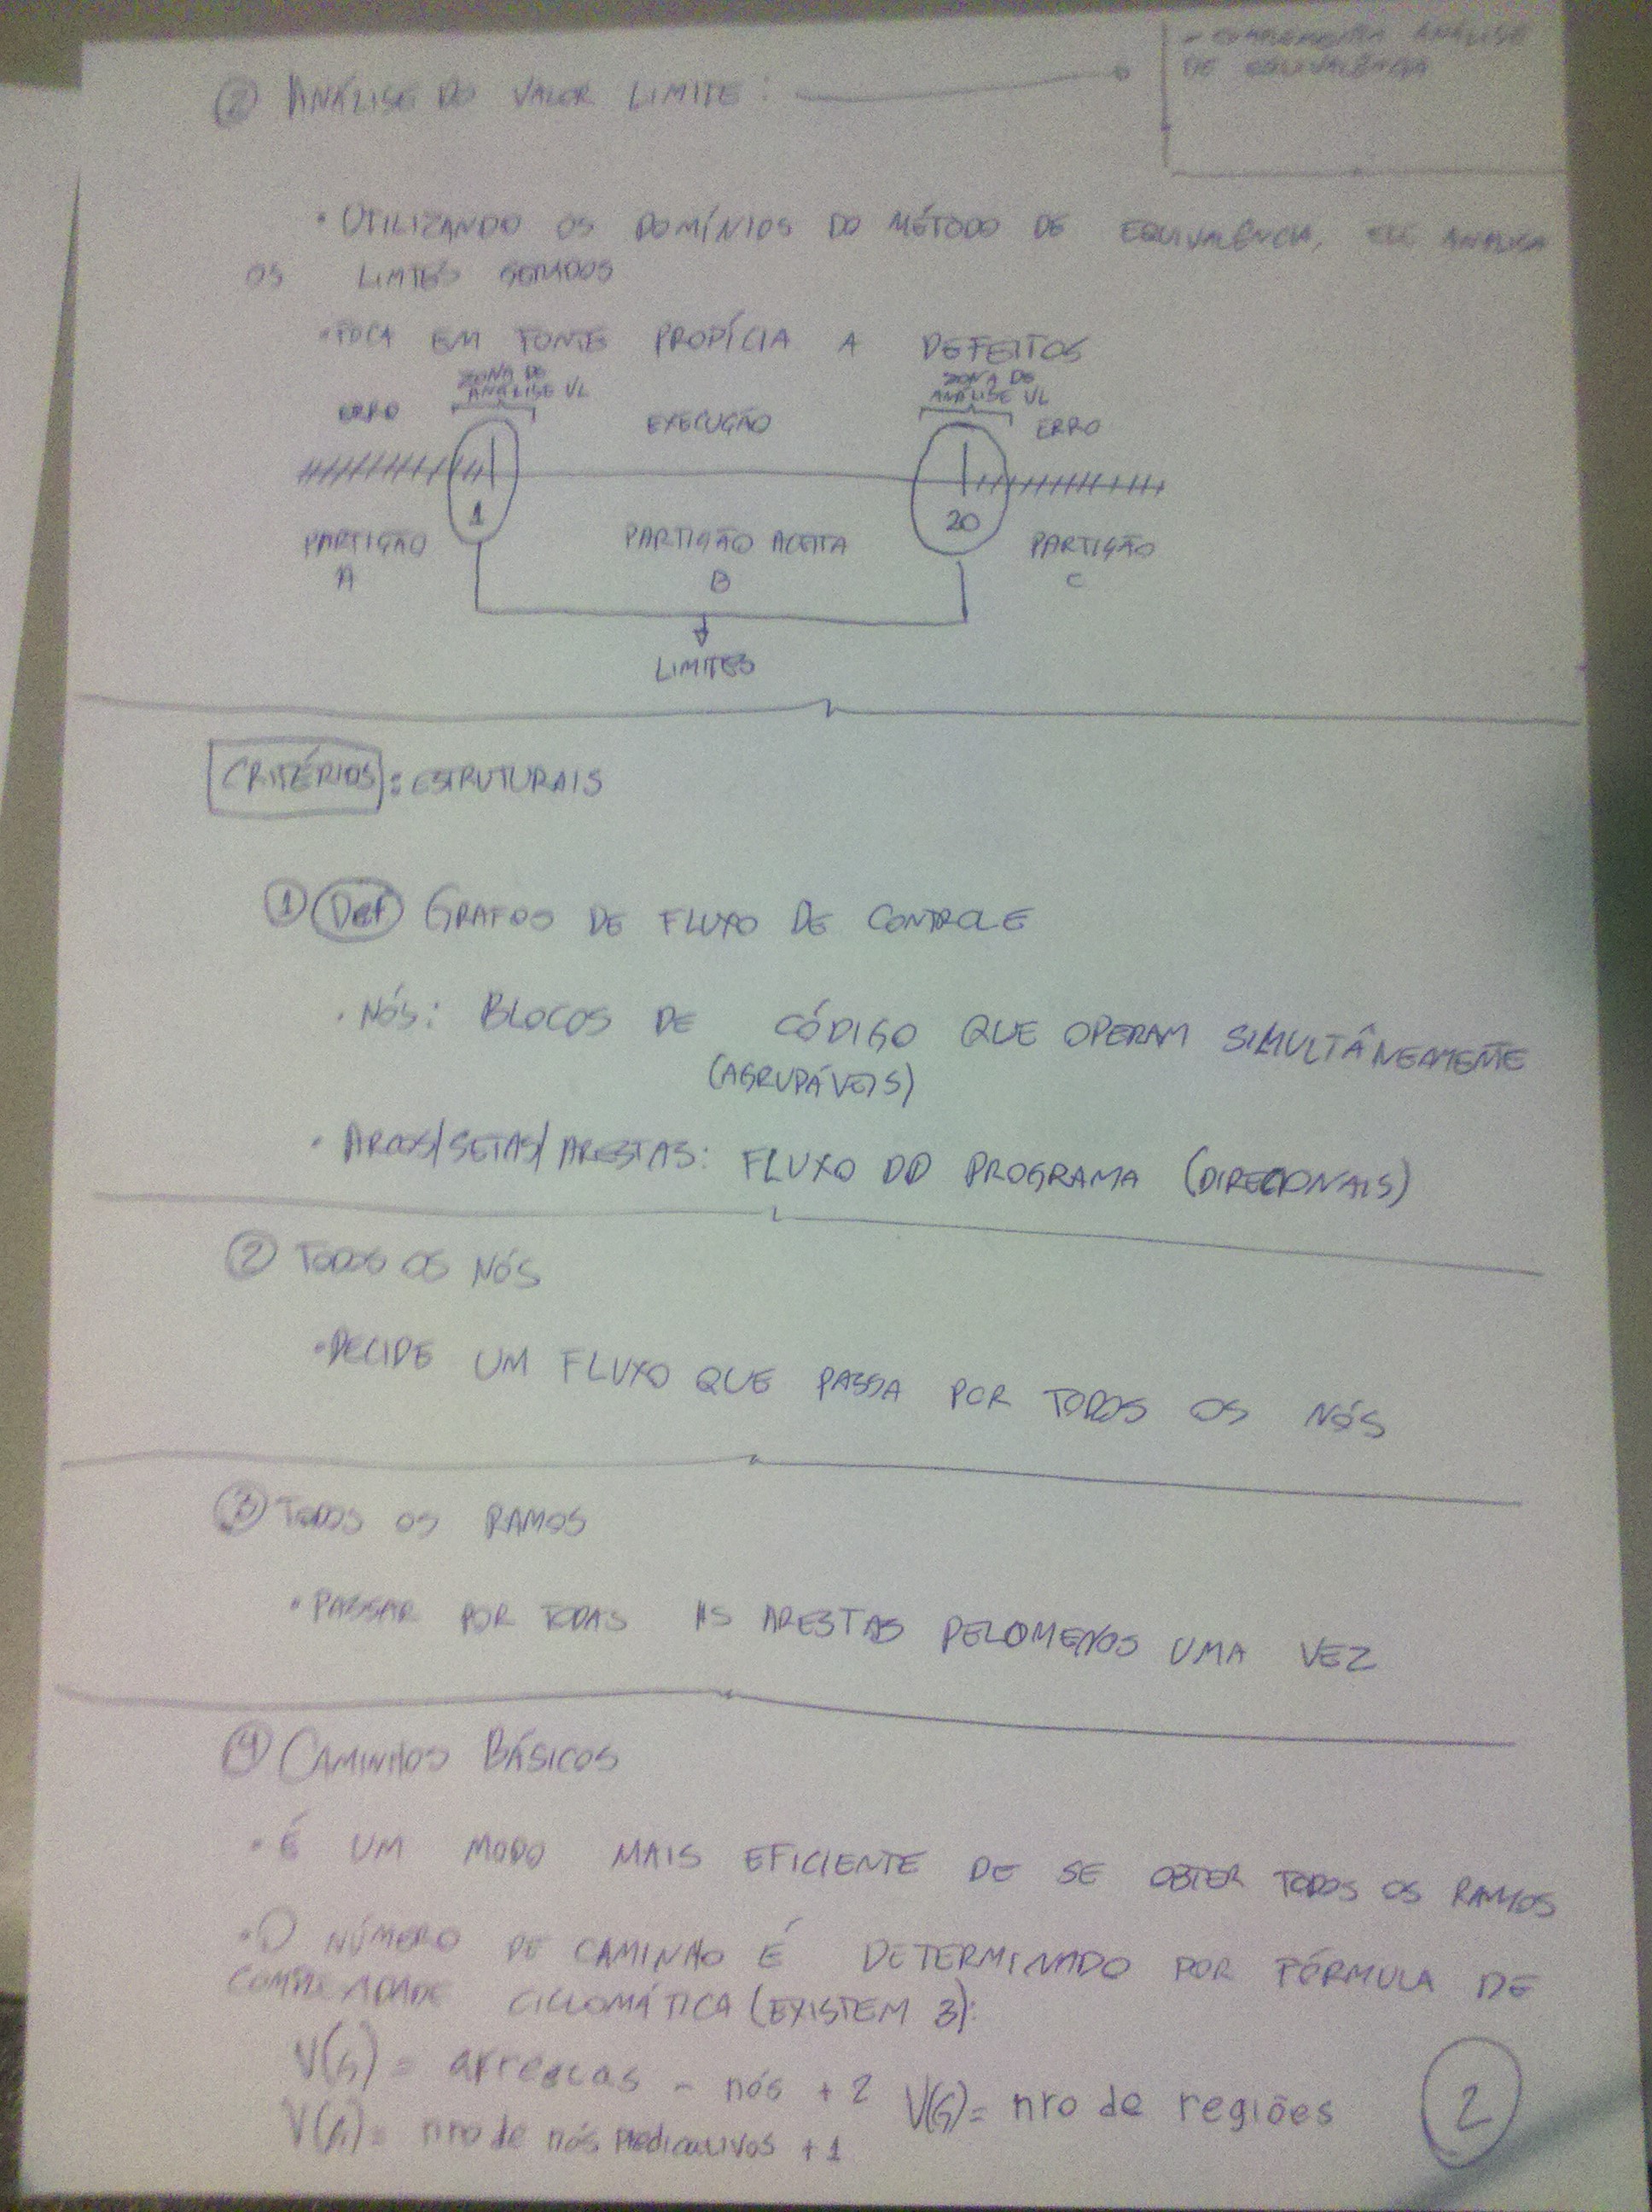 ② ANÁLISE DO VALOR LIMITE:
- COMPLEMENTA ANÁLISE
DE EQUIVALÊNCIA
• UTILIZANDO OS DOMÍNIOS DO MÉTODO DE EQUIVALÊNCIA, ELE ANALISA
OS LIMITES GERADOS
• FOCA EM FONTE PROPÍCIA A DEFEITOS
ERRO
ZONA DE
ANÁLISE VL
EXECUÇÃO
ZONA DE
ANÁLISE VL
ERRO
1
20
PARTIÇÃO
A
PARTIÇÃO ACEITA
B
PARTIÇÃO
C
LIMITES
CRITÉRIOS: ESTRUTURAIS
① Def GRAFOS DE FLUXO DE CONTROLE
• NÓS: BLOCOS DE CÓDIGO QUE OPERAM SIMULTÂNEAMENTE
(AGRUPÁVEIS)
• ARCOS/SETAS/ARESTAS: FLUXO DO PROGRAMA (DIRECIONAIS)
② TODOS OS NÓS
• DECIDE UM FLUXO QUE PASSA POR TODOS OS NÓS
③ TODOS OS RAMOS
• PASSAR POR TODAS AS ARESTAS PELOMENOS UMA VEZ
④ CAMINHOS BÁSICOS
• É UM MODO MAIS EFICIENTE DE SE OBTER TODOS OS RAMOS
• O NÚMERO DE CAMINHO É DETERMINADO POR FÓRMULA DE
COMPLEXIDADE CICLOMÁTICA (EXISTEM 3):
V(G) = arrestas - nós + 2 V(G) = nro de regiões
V(G) = nro de nós predicativos + 1
2